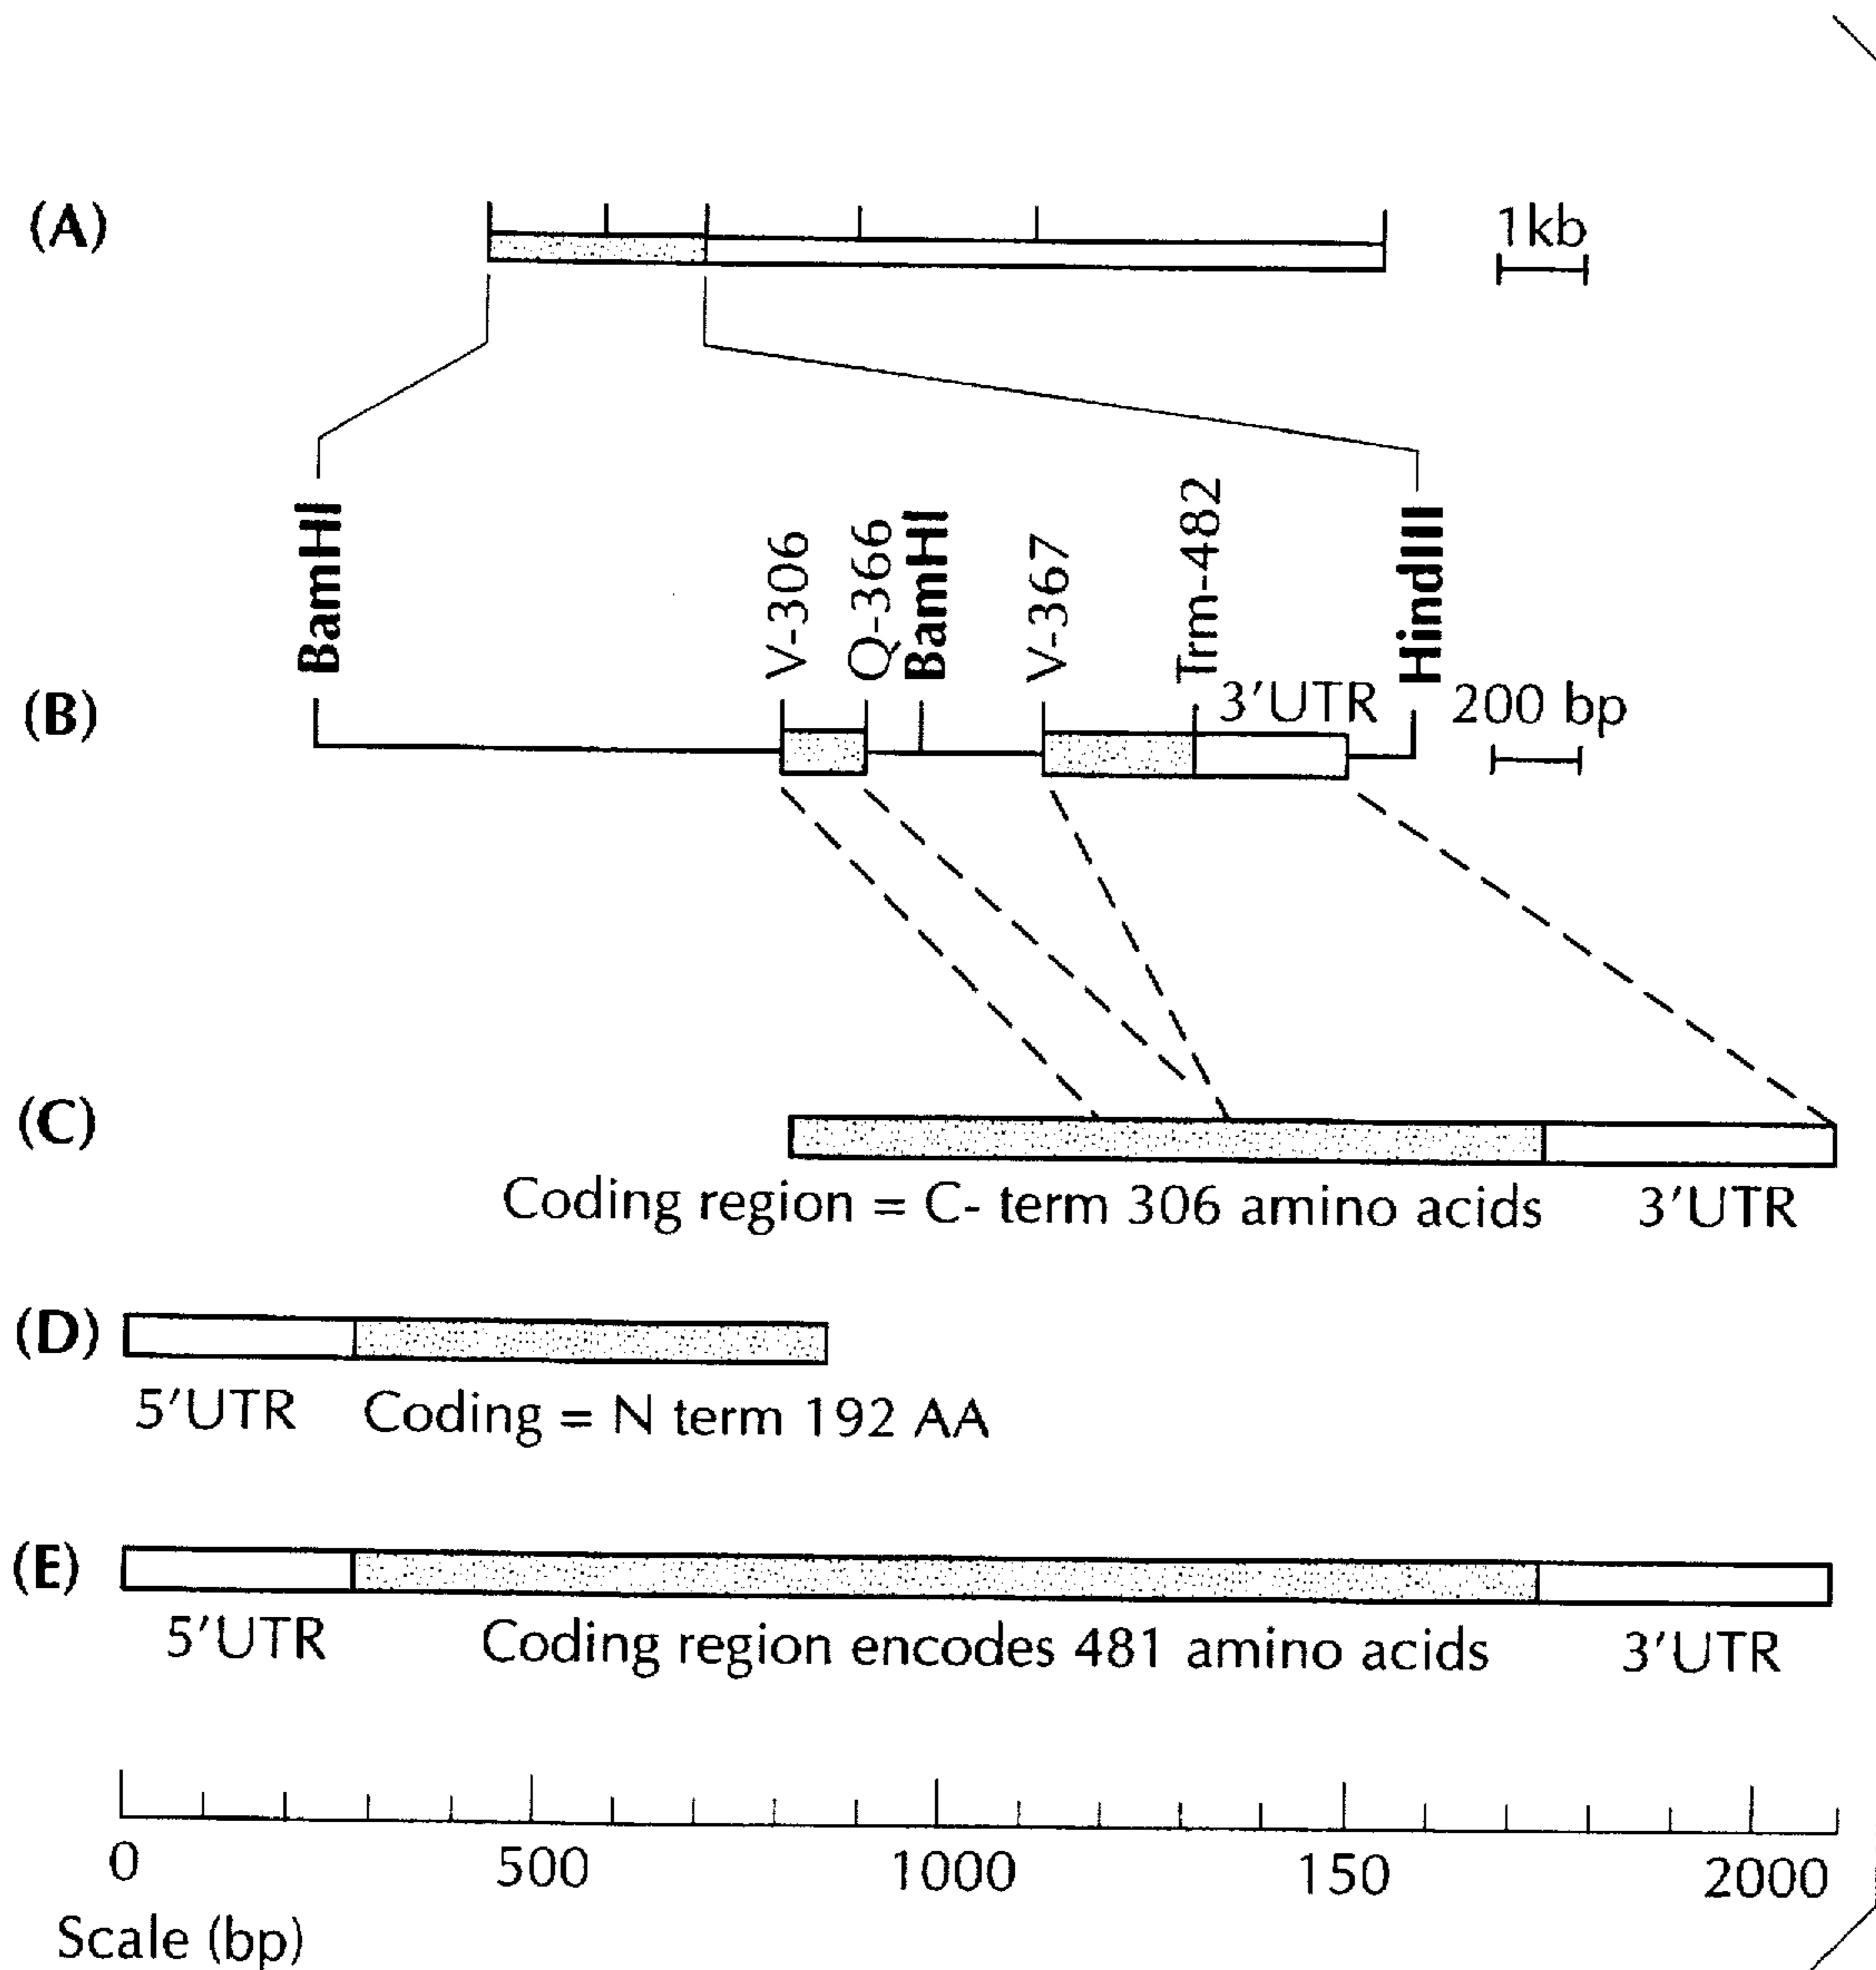 (A)
1kb
BamHI
V-306
Q-366
BamHI
V-367
Trm-482
HindIII
(B)
3'UTR
200 bp
(C)
Coding region = C- term 306 amino acids
3'UTR
(D)
5'UTR
Coding = N term 192 AA
(E)
5'UTR
Coding region encodes 481 amino acids
3'UTR
0
500
1000
150
2000
Scale (bp)